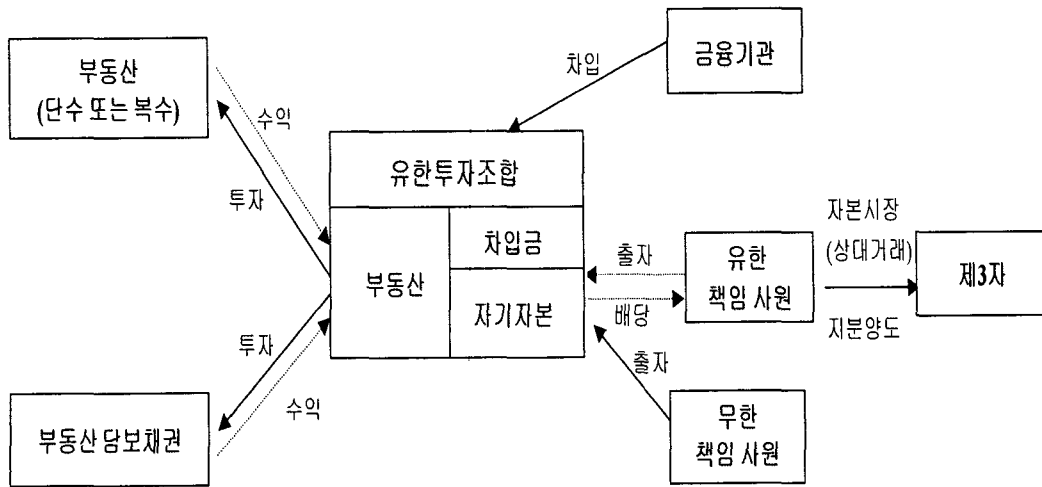 금융기관
차입
부동산
(단수 또는 복수)
수익
투자
유한투자조합
부동산
차입금
자기자본
출자
배당
유한
책임 사원
자본시장
(상대거래)
지분양도
제3자
투자
수익
부동산 담보채권
출자
무한
책임 사원